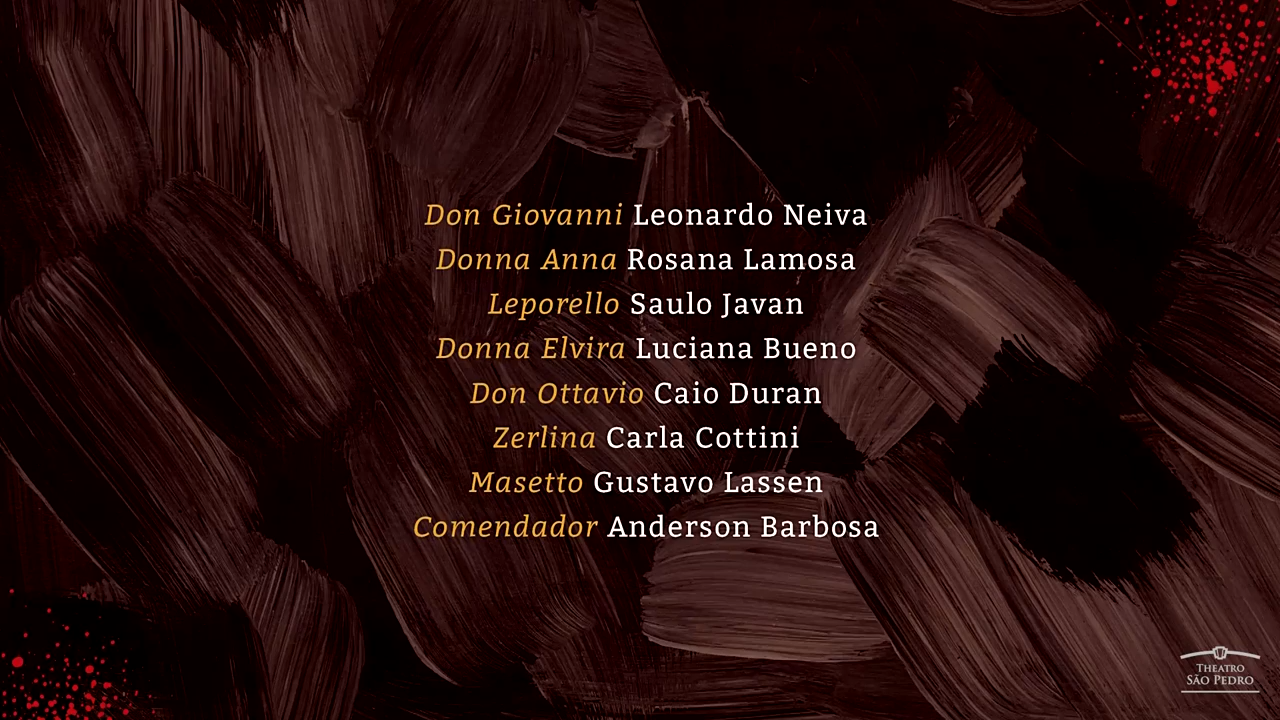 Don Giovanni Leonardo Neiva
Donna Anna Rosana Lamosa
Leporello Saulo Javan
Donna Elvira Luciana Bueno
Don Ottavio Caio Duran
Zerlina Carla Cottini
Masetto Gustavo Lassen
Comendador Anderson Barbosa
THEATRO
SÃO PEDRO